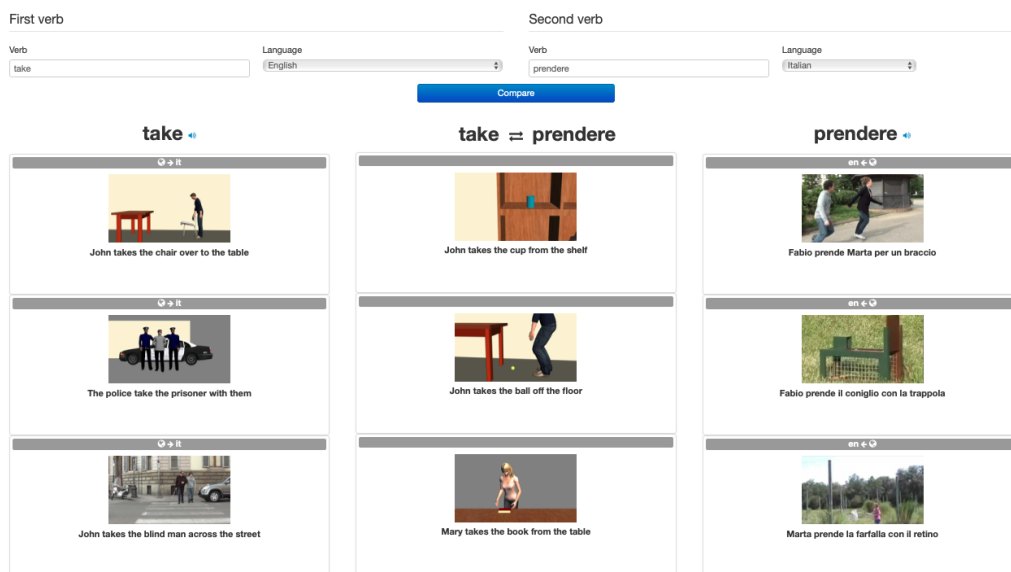 First verb
Second verb
Verb
Language
Verb
Language
take
English
prendere
Italian
Compare
take
take ⇄ prendere
prendere
→ it
en ←
John takes the chair over to the table
John takes the cup from the shelf
Fabio prende Marta per un braccio
→ it
en ←
The police take the prisoner with them
John takes the ball off the floor
Fabio prende il coniglio con la trappola
→ it
en ←
John takes the blind man across the street
Mary takes the book from the table
Marta prende la farfalla con il retino